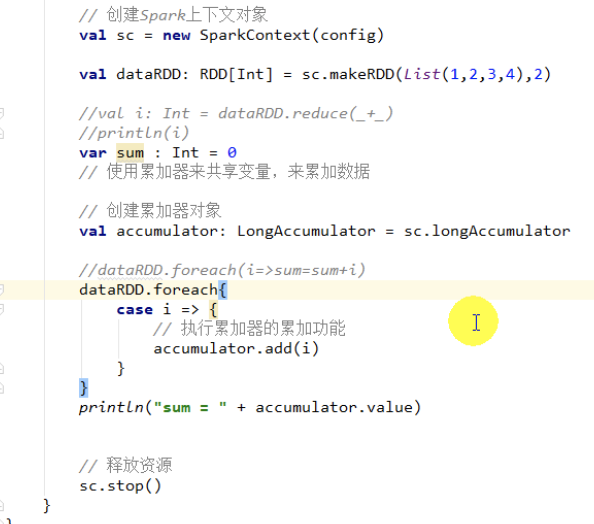 // 创建Spark上下文对象
val sc = new SparkContext(config)
val dataRDD: RDD[Int] = sc.makeRDD(List(1,2,3,4),2)
//val i: Int = dataRDD.reduce(_+_)
//println(i)
var sum : Int = 0
// 使用累加器来共享变量，来累加数据
// 创建累加器对象
val accumulator: LongAccumulator = sc.longAccumulator
//dataRDD.foreach(i=>sum=sum+i)
dataRDD.foreach{
case i => {
// 执行累加器的累加功能
accumulator.add(i)
}
}
println("sum = " + accumulator.value)
// 释放资源
sc.stop()
}
}